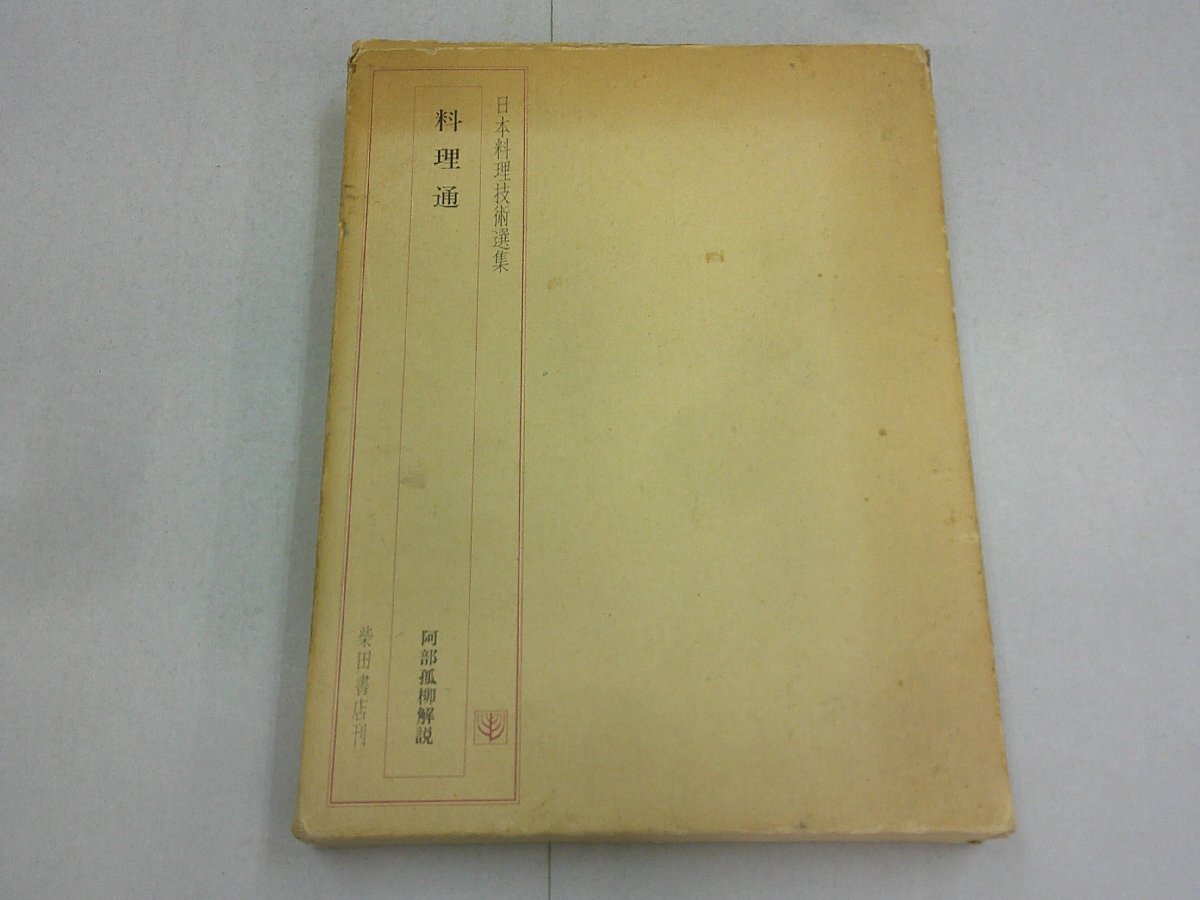 日本料理技術選集
料理通
阿部孤柳解説
柴田書店刊